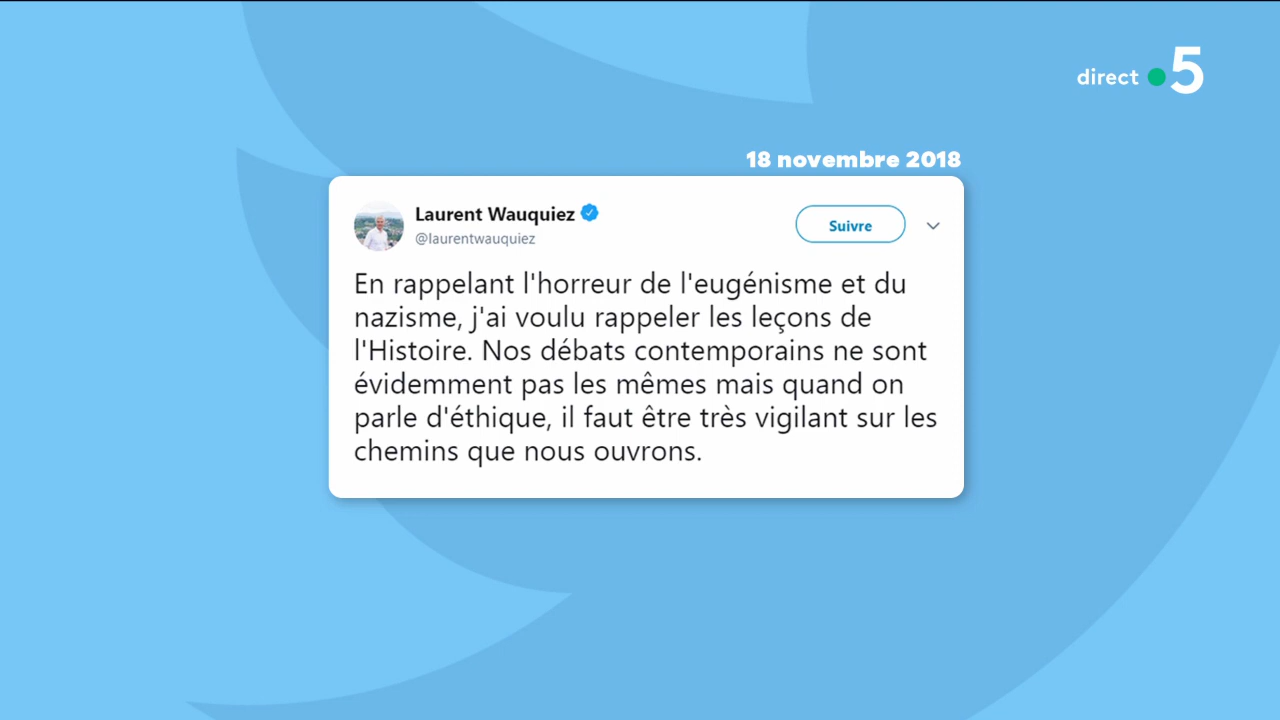 direct 5
18 novembre 2018
Laurent Wauquiez
Suivre
@laurentwauquiez
En rappelant l'horreur de l'eugénisme et du
nazisme, j'ai voulu rappeler les leçons de
l'Histoire. Nos débats contemporains ne sont
évidemment pas les mêmes mais quand on
parle d'éthique, il faut être très vigilant sur les
chemins que nous ouvrons.